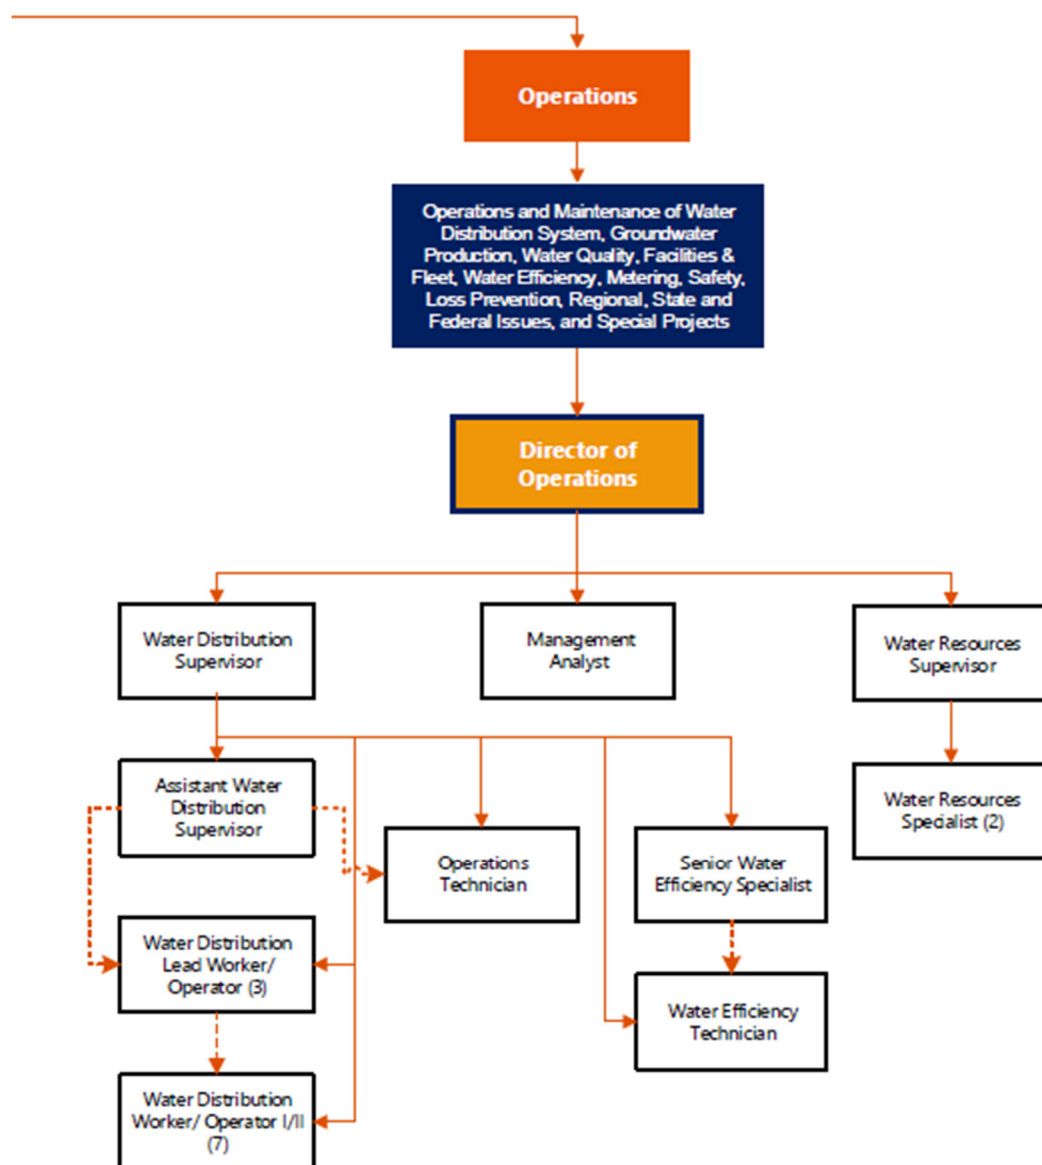 Operations
Operations and Maintenance of Water
Distribution System, Groundwater
Production, Water Quality, Facilities &
Fleet, Water Efficiency, Metering, Safety,
Loss Prevention, Regional, State and
Federal Issues, and Special Projects
Director of
Operations
Water Distribution
Supervisor
Management
Analyst
Water Resources
Supervisor
Assistant Water
Distribution
Supervisor
Operations
Technician
Senior Water
Efficiency Specialist
Water Resources
Specialist (2)
Water Distribution
Lead Worker/
Operator (3)
Water Efficiency
Technician
Water Distribution
Worker/ Operator I/II
(7)